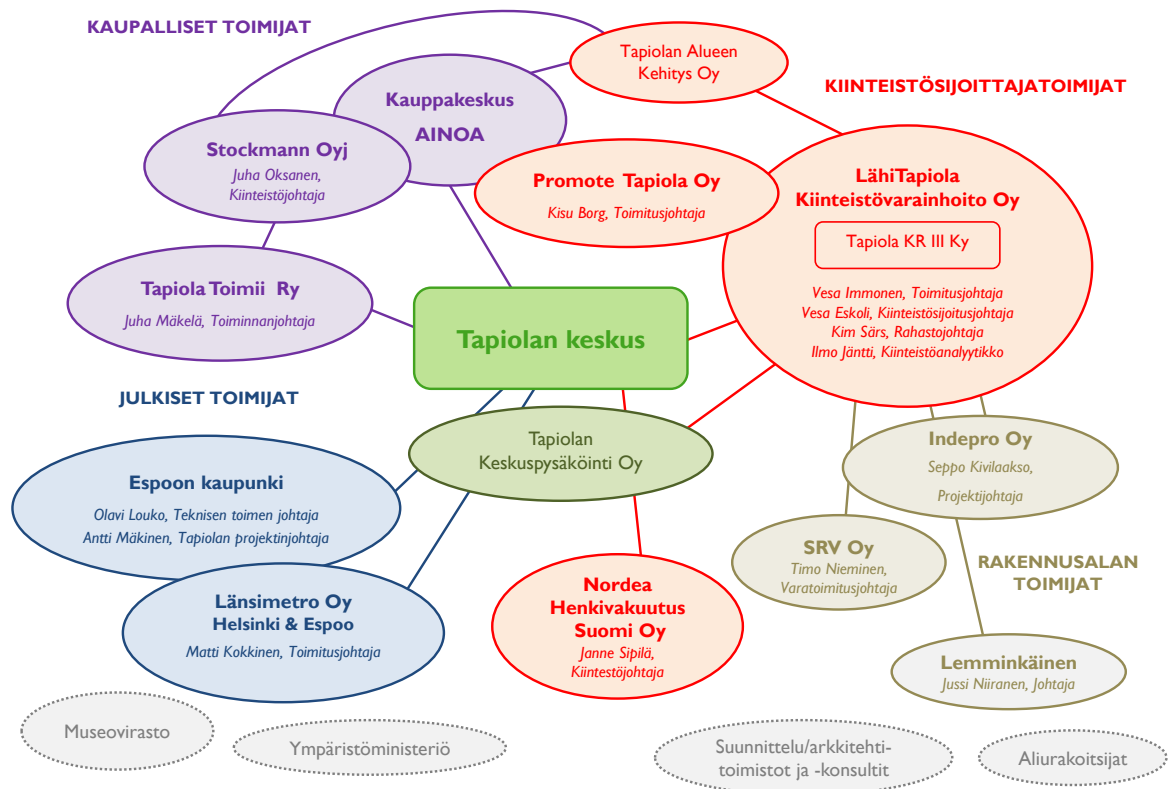 KAUPALLISET TOIMIJAT
Tapiolan Alueen
Kehitys Oy
KIINTEISTÖSIJOITTAJATOIMIJAT
Kauppakeskus
AINOA
Stockmann Oyj
Juha Oksanen,
Kiinteistöjohtaja
Promote Tapiola Oy
Kisu Borg, Toimitusjohtaja
LähiTapiola
Kiinteistövarainhoito Oy
Tapiola KR III Ky
Vesa Immonen, Toimitusjohtaja
Vesa Eskoli, Kiinteistösijoitusjohtaja
Kim Särs, Rahastojohtaja
Ilmo Jäntti, Kiinteistöanalyytikko
Tapiola Toimii Ry
Juha Mäkelä, Toiminnanjohtaja
Tapiolan keskus
JULKISET TOIMIJAT
Tapiolan
Keskuspysäköinti Oy
Indepro Oy
Seppo Kivilaakso,
Projektijohtaja
Espoon kaupunki
Olavi Louko, Teknisen toimen johtaja
Antti Mäkinen, Tapiolan projektinjohtaja
SRV Oy
Timo Nieminen,
Varatoimitusjohtaja
RAKENNUSALAN
TOIMIJAT
Länsimetro Oy
Helsinki & Espoo
Matti Kokkinen, Toimitusjohtaja
Nordea
Henkivakuutus
Suomi Oy
Janne Sipilä,
Kiintestöjohtaja
Lemminkäinen
Jussi Niiranen, Johtaja
Museovirasto
Ympäristöministeriö
Suunnittelu/arkkitehti-
toimistot ja -konsultit
Aliurakoitsijat